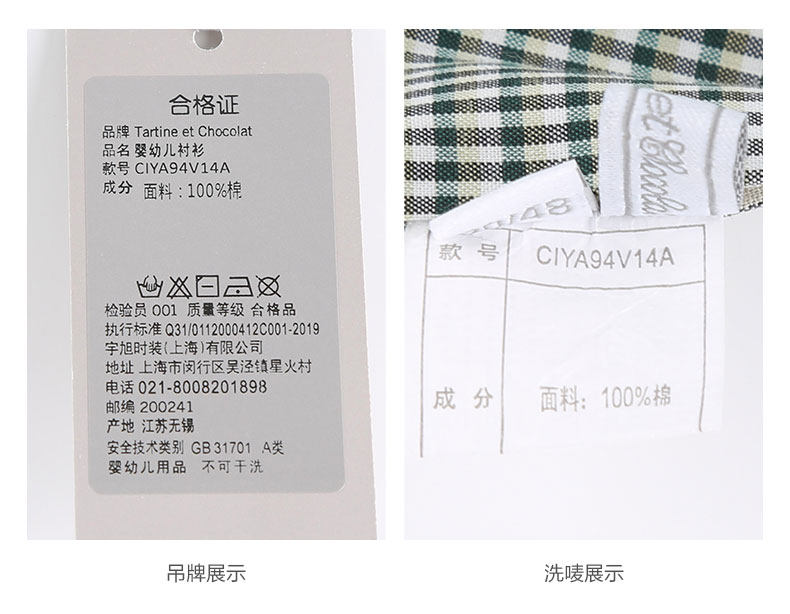 合格证
品牌 Tartine et Chocolat
品名 婴幼儿衬衫
款号 CIYA94V14A
成分 面料：100%棉
检验员 001 质量等级 合格品
执行标准 Q31/0112000412C001-2019
宇旭时装(上海)有限公司
地址 上海市闵行区吴泾镇星火村
电话 021-8008201898
邮编 200241
产地 江苏无锡
安全技术类别 GB 31701 A类
婴幼儿用品 不可干洗
et Chocola
款号 CIYA94V14A
成分 面料：100%棉
吊牌展示
洗唛展示